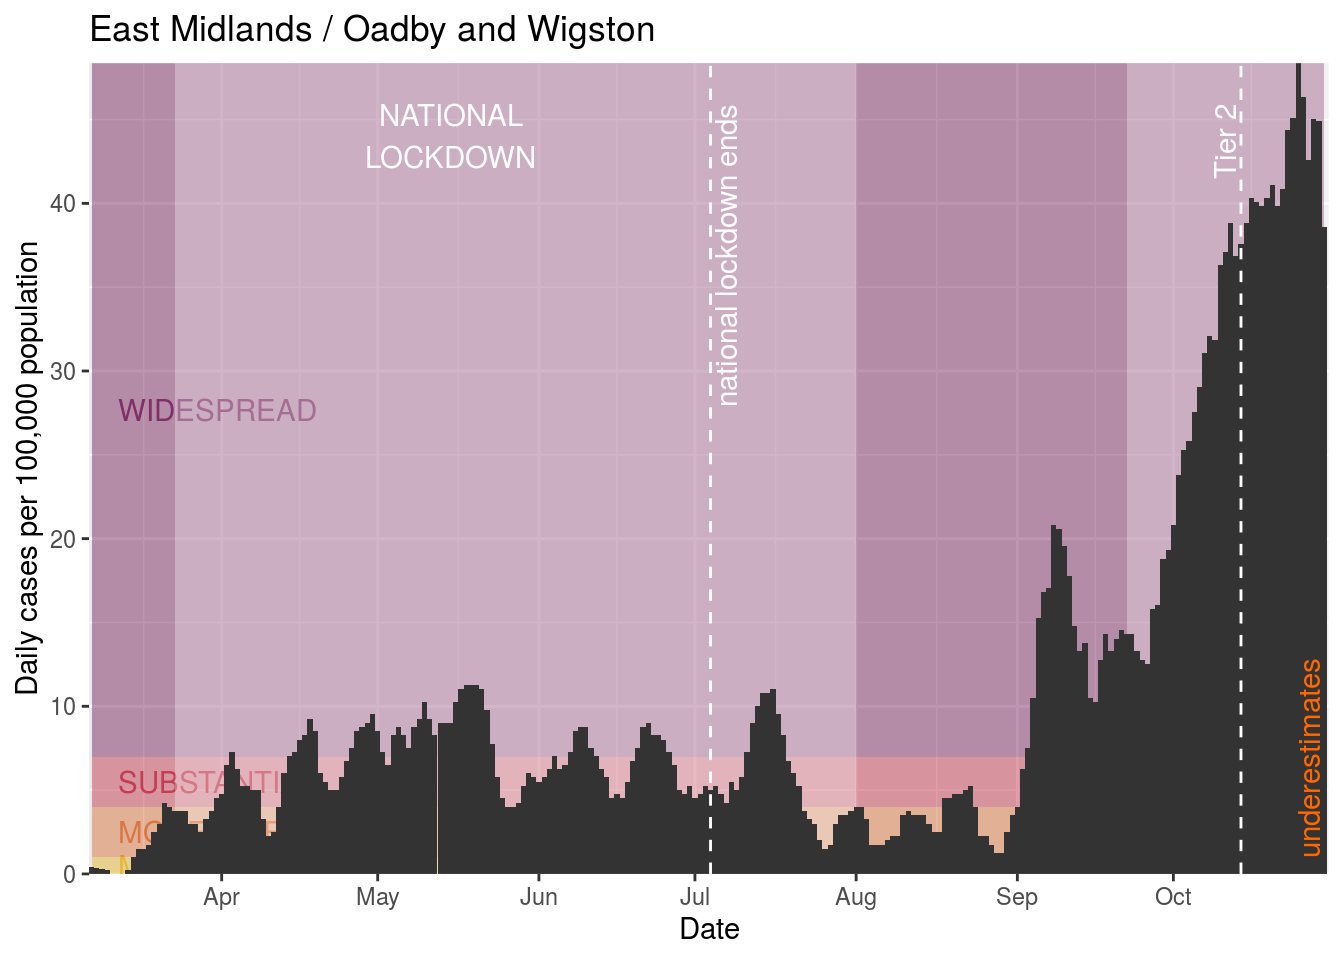 East Midlands / Oadby and Wigston
NATIONAL
LOCKDOWN
national lockdown ends
Tier 2
WIDESPREAD
SUBSTANTI
underestimates
Daily cases per 100,000 population
40
30
20
10
0
Apr
May
Jun
Jul
Aug
Sep
Oct
Date